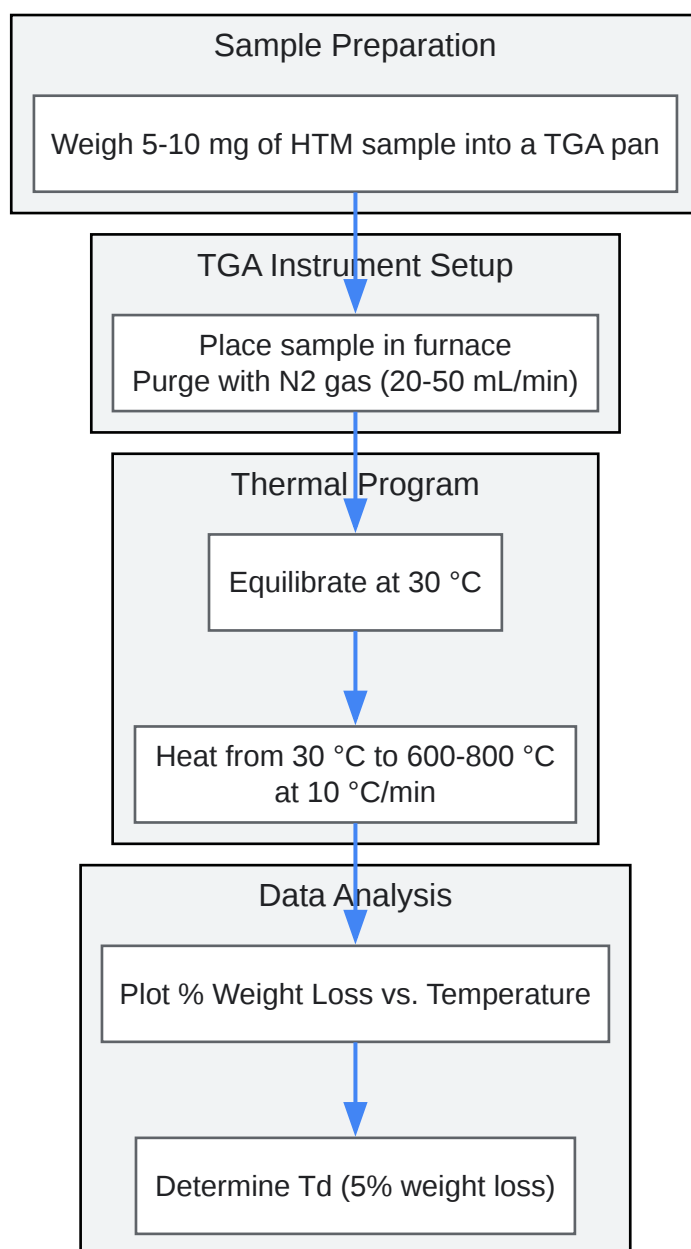 Sample Preparation
Weigh 5-10 mg of HTM sample into a TGA pan
TGA Instrument Setup
Place sample in furnace
Purge with N2 gas (20-50 mL/min)
Thermal Program
Equilibrate at 30 °C
Heat from 30 °C to 600-800 °C
at 10 °C/min
Data Analysis
Plot % Weight Loss vs. Temperature
Determine Td (5% weight loss)